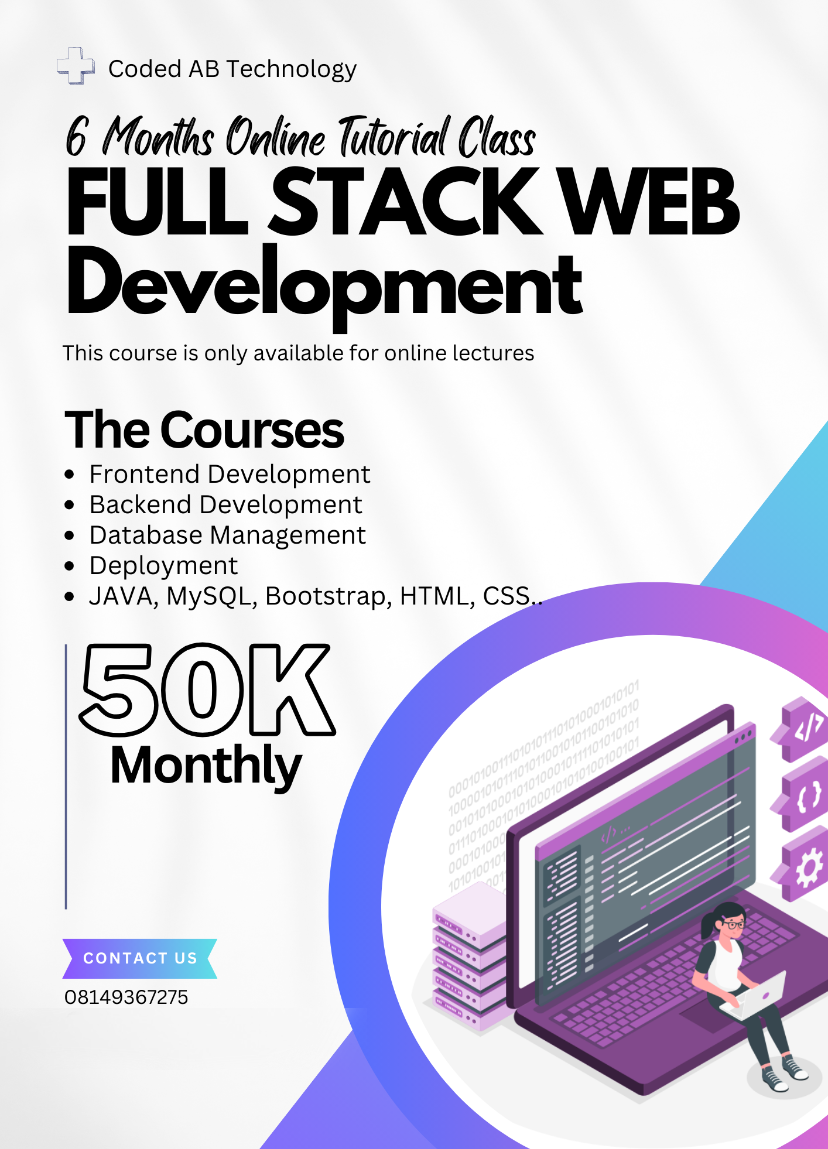 Coded AB Technology
6 Months Online Tutorial Class
FULL STACK WEB
Development
This course is only available for online lectures
The Courses
• Frontend Development
• Backend Development
• Database Management
• Deployment
• JAVA, MySQL, Bootstrap, HTML, CSS..
50K
Monthly
CONTACT US
08149367275